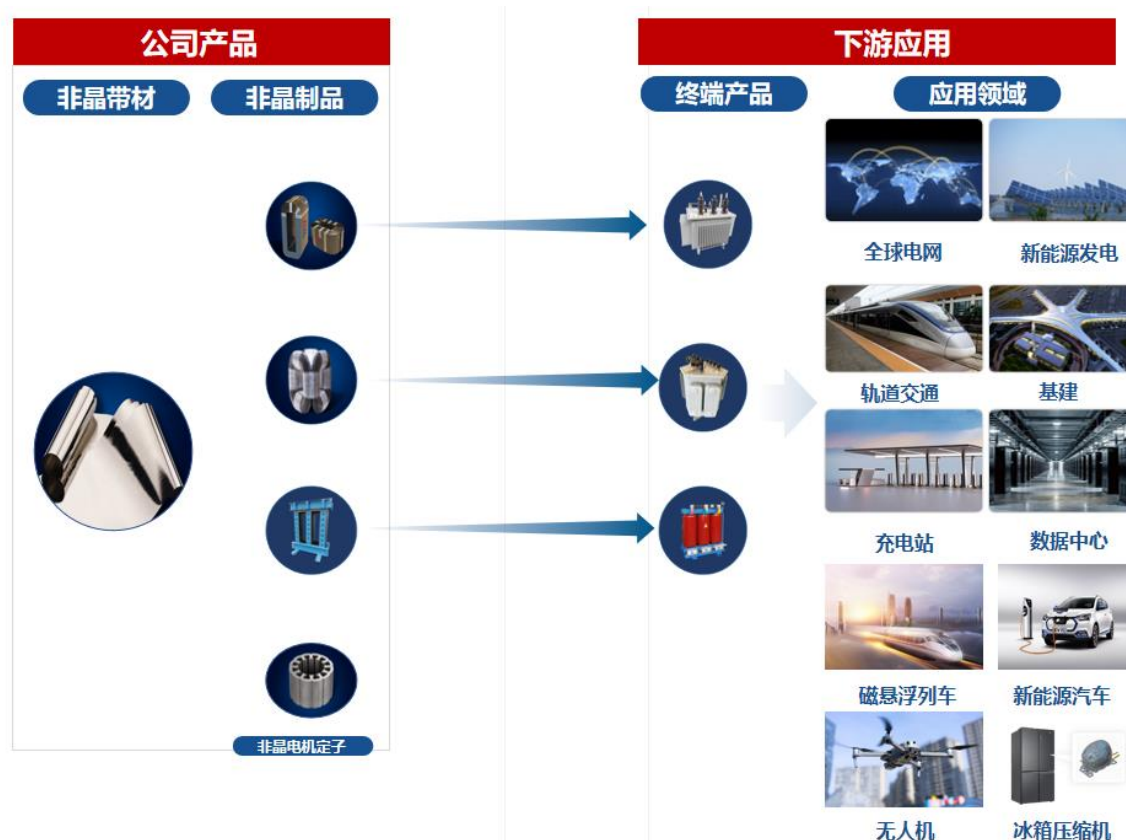 公司产品
下游应用
非晶带材
非晶制品
终端产品
应用领域
全球电网
新能源发电
轨道交通
基建
充电站
数据中心
磁悬浮列车
新能源汽车
非晶电机定子
无人机
冰箱压缩机